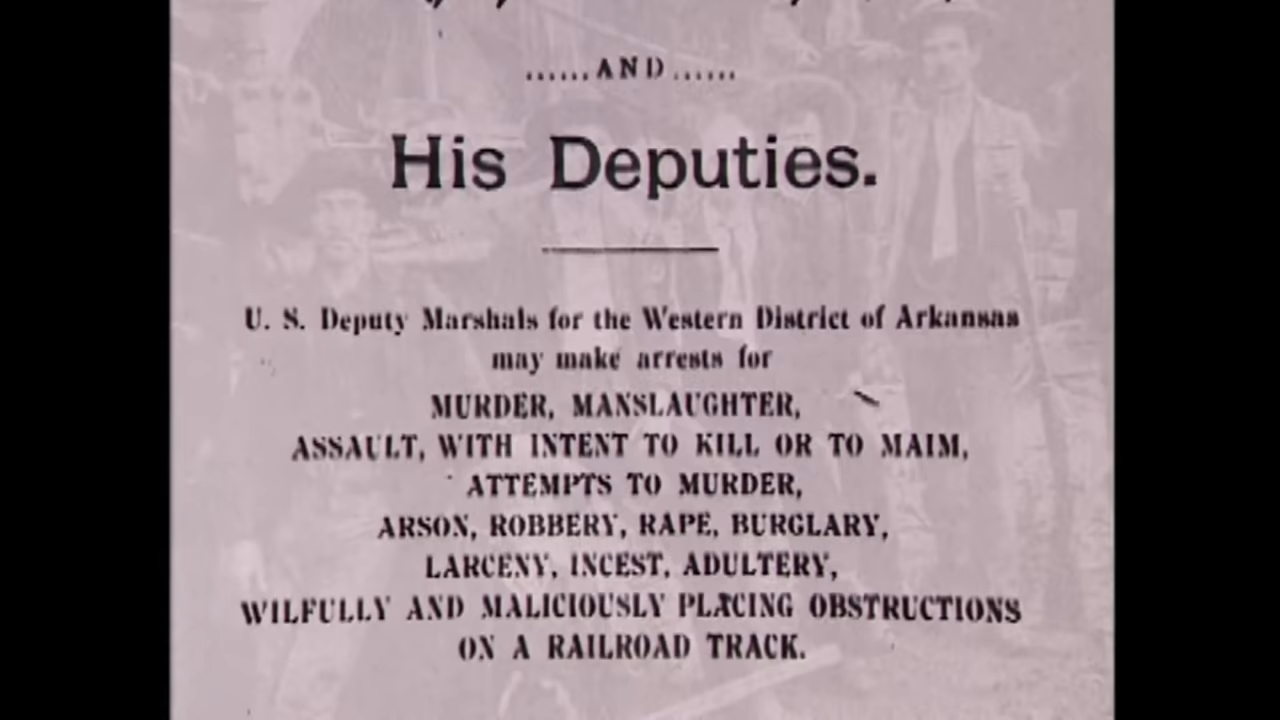 ......AND......
His Deputies.
U. S. Deputy Marshals for the Western District of Arkansas
may make arrests for
MURDER, MANSLAUGHTER,
ASSAULT, WITH INTENT TO KILL OR TO MAIM,
ATTEMPTS TO MURDER,
ARSON, ROBBERY, RAPE, BURGLARY,
LARCENY, INCEST, ADULTERY,
WILFULLY AND MALICIOUSLY PLACING OBSTRUCTIONS
ON A RAILROAD TRACK.